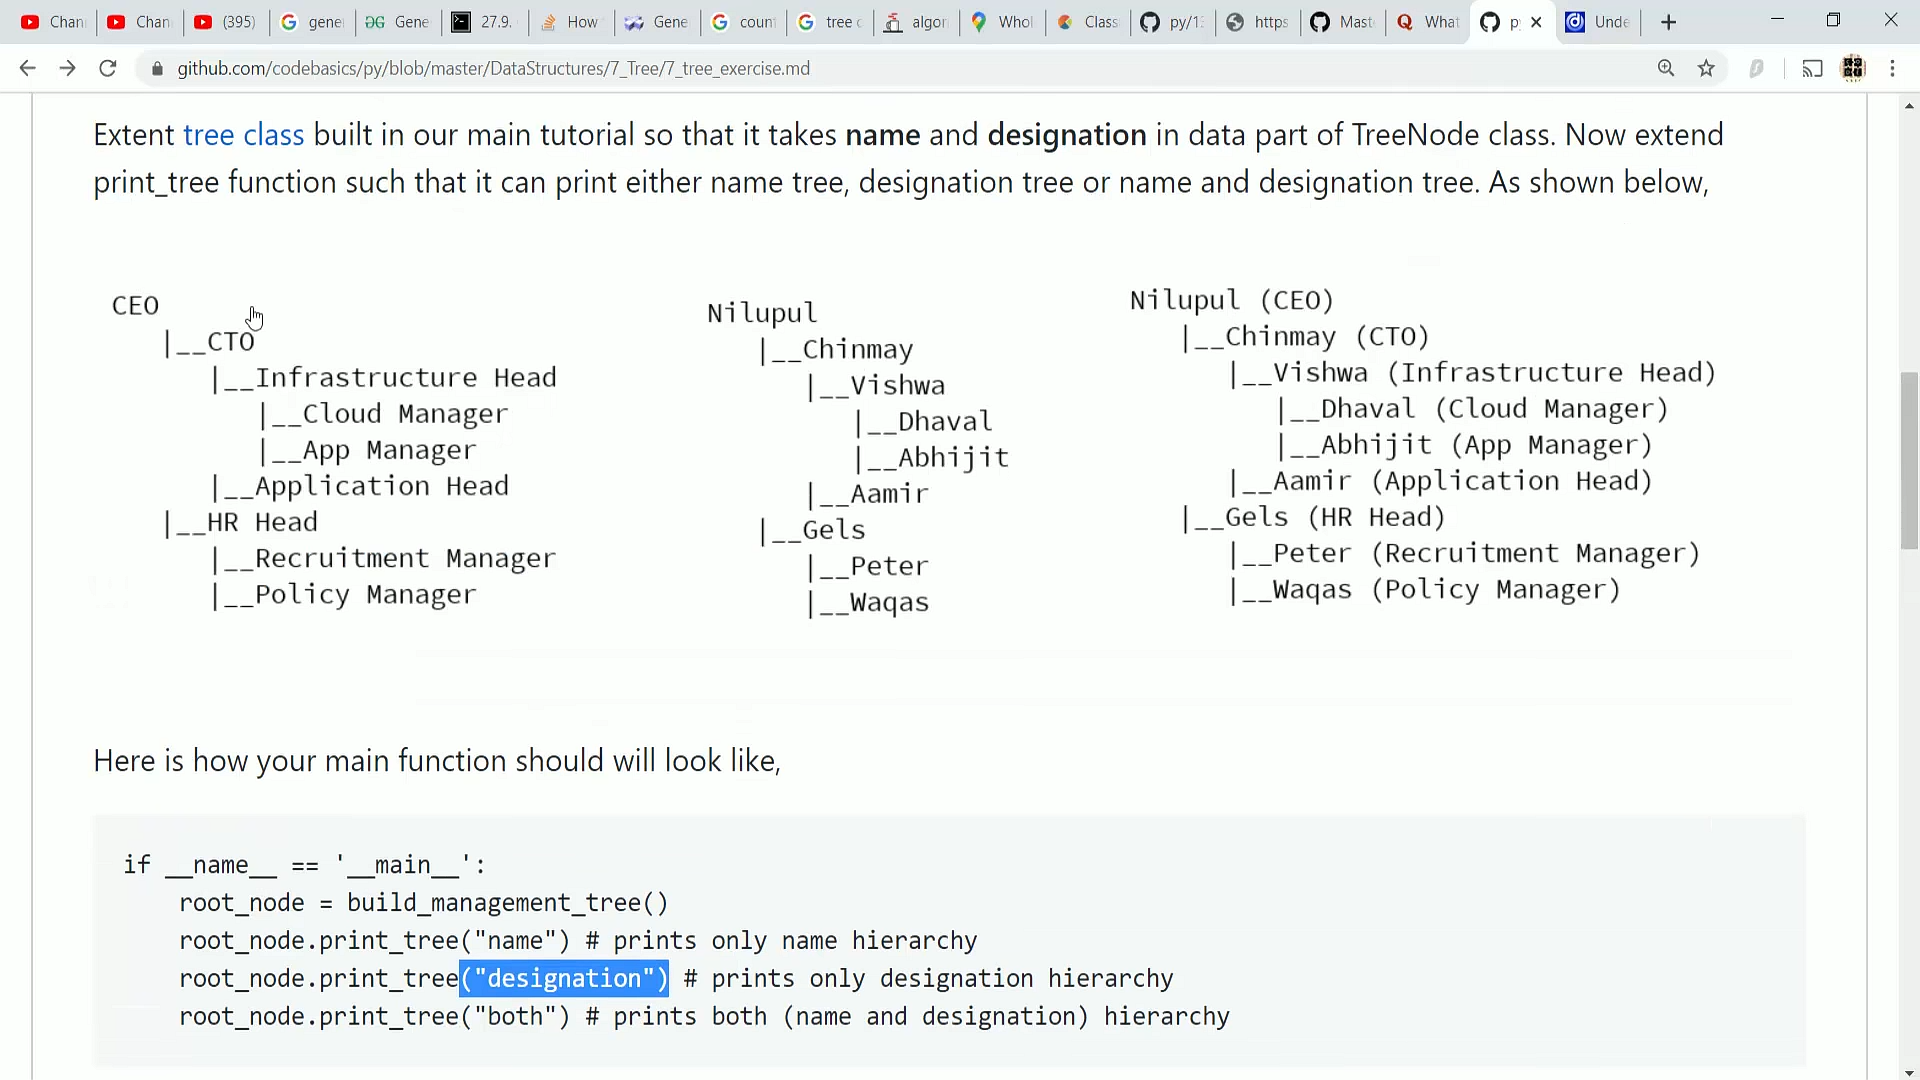 Chan
Chan
(395)
gene
Gene
27.9.
How
Gene
coun
tree c
algor
Whol
Class
py/1
https
Mast
What
py
Unde
github.com/codebasics/py/blob/master/DataStructures/7_Tree/7_tree_exercise.md
Extent tree class built in our main tutorial so that it takes name and designation in data part of TreeNode class. Now extend
print_tree function such that it can print either name tree, designation tree or name and designation tree. As shown below,
CEO
|__CTO
|__Infrastructure Head
|__Cloud Manager
|__App Manager
|__Application Head
|__HR Head
|__Recruitment Manager
|__Policy Manager
Nilupul
|__Chinmay
|__Vishwa
|__Dhaval
|__Abhijit
|__Aamir
|__Gels
|__Peter
|__Waqas
Nilupul (CEO)
|__Chinmay (CTO)
|__Vishwa (Infrastructure Head)
|__Dhaval (Cloud Manager)
|__Abhijit (App Manager)
|__Aamir (Application Head)
|__Gels (HR Head)
|__Peter (Recruitment Manager)
|__Waqas (Policy Manager)
Here is how your main function should will look like,
if __name__ == '__main__':
root_node = build_management_tree()
root_node.print_tree("name") # prints only name hierarchy
root_node.print_tree("designation") # prints only designation hierarchy
root_node.print_tree("both") # prints both (name and designation) hierarchy